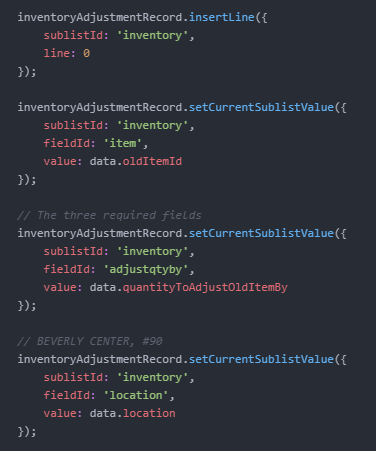 inventoryAdjustmentRecord.insertLine({
    sublistId: 'inventory',
    line: 0
});

inventoryAdjustmentRecord.setCurrentSublistValue({
    sublistId: 'inventory',
    fieldId: 'item',
    value: data.oldItemId
});

// The three required fields
inventoryAdjustmentRecord.setCurrentSublistValue({
    sublistId: 'inventory',
    fieldId: 'adjustqtyby',
    value: data.quantityToAdjustOldItemBy
});

// BEVERLY CENTER, #90
inventoryAdjustmentRecord.setCurrentSublistValue({
    sublistId: 'inventory',
    fieldId: 'location',
    value: data.location
});